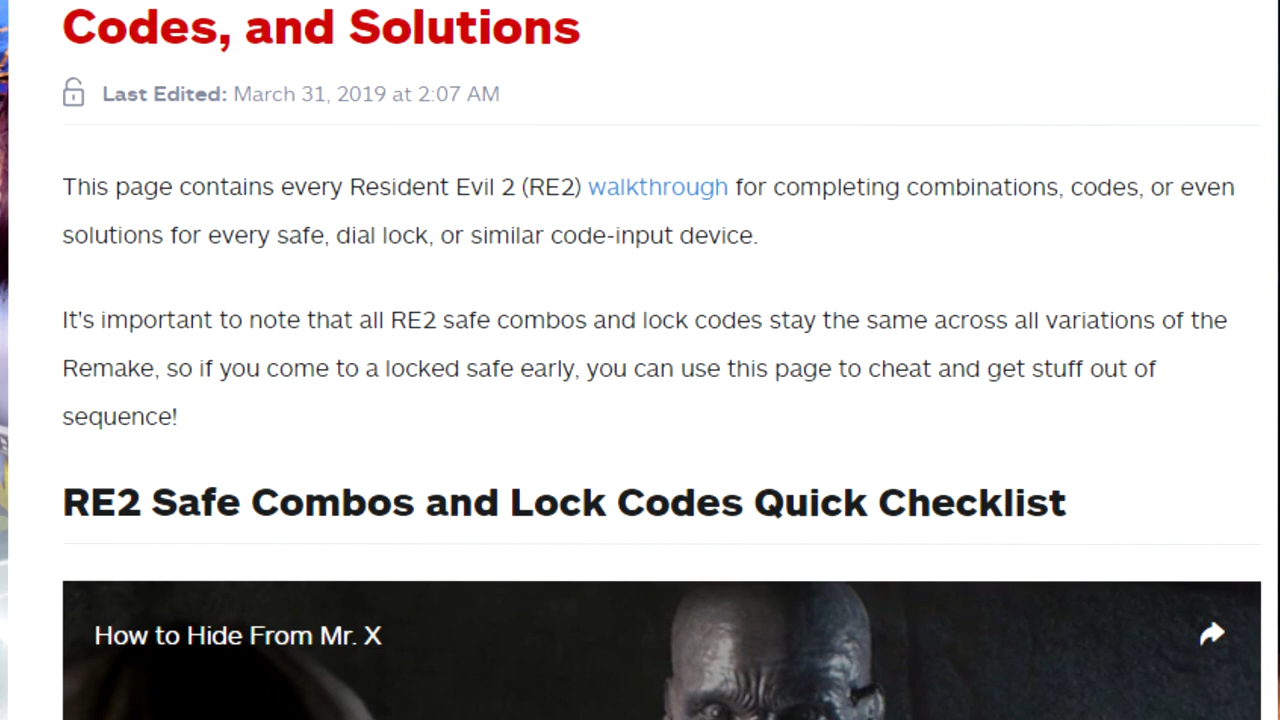 Codes, and Solutions
Last Edited: March 31, 2019 at 2:07 AM
This page contains every Resident Evil 2 (RE2) walkthrough for completing combinations, codes, or even
solutions for every safe, dial lock, or similar code-input device.
It's important to note that all RE2 safe combos and lock codes stay the same across all variations of the
Remake, so if you come to a locked safe early, you can use this page to cheat and get stuff out of
sequence!
RE2 Safe Combos and Lock Codes Quick Checklist
How to Hide From Mr. X